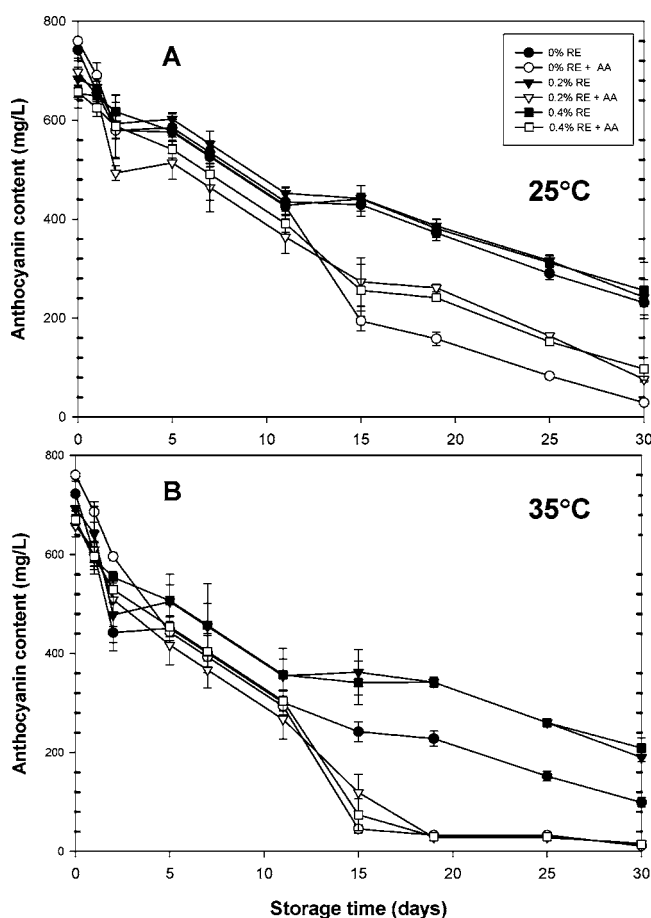 A
0% RE
0% RE + AA
0.2% RE
0.2% RE + AA
0.4% RE
0.4% RE + AA
25°C
Anthocyanin content (mg/L)
800
600
400
200
0
0 5 10 15 20 25 30
B
35°C
Anthocyanin content (mg/L)
800
600
400
200
0
0 5 10 15 20 25 30
Storage time (days)